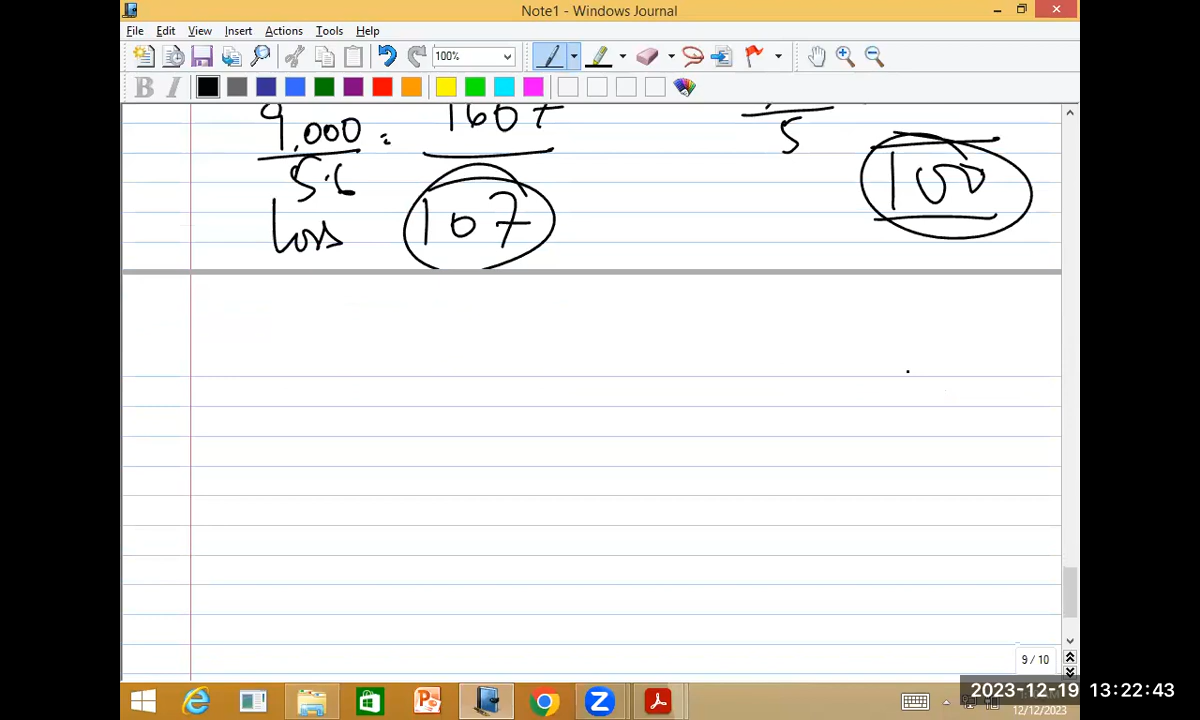 Note1 - Windows Journal
File Edit View Insert Actions Tools Help
100%
B I
9,000 = 1607
5.6
Loss 107
5
100
9 / 10
2023-12-19 13:22:43
12/12/2023